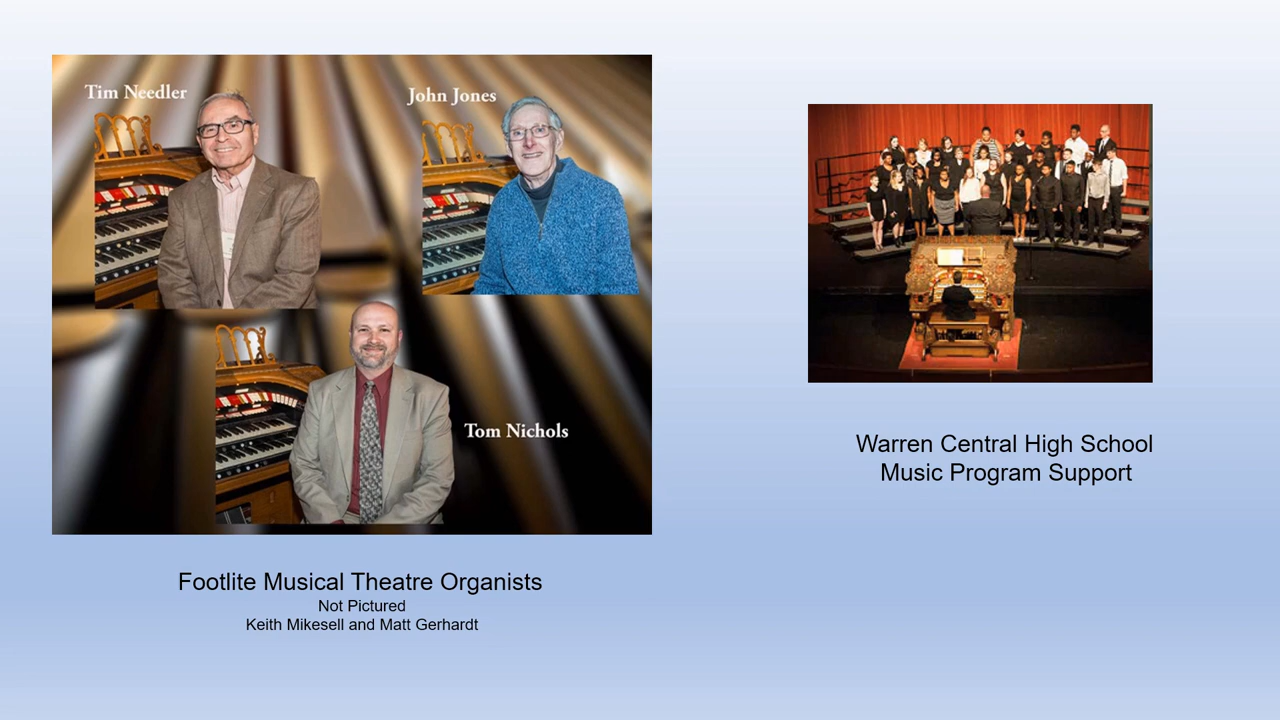 Tim Needler
John Jones
Tom Nichols
Footlite Musical Theatre Organists
Not Pictured
Keith Mikesell and Matt Gerhardt
Warren Central High School
Music Program Support